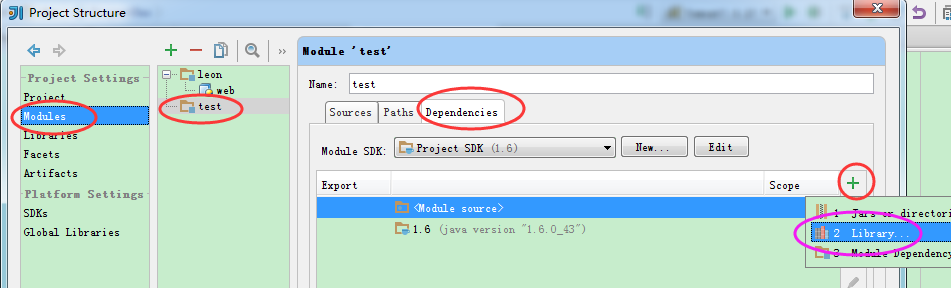 Project Structure
Project Settings
Project
Modules
Libraries
Facets
Artifacts
Platform Settings
SDKs
Global Libraries
leon
web
test
Module 'test'
Name: test
Sources Paths Dependencies
Module SDK: Project SDK (1.6) New... Edit
Export Scope
<Module source>
1.6 (java version "1.6.0_43")
1 Jars or directori
2 Library...
3 Module Dependency